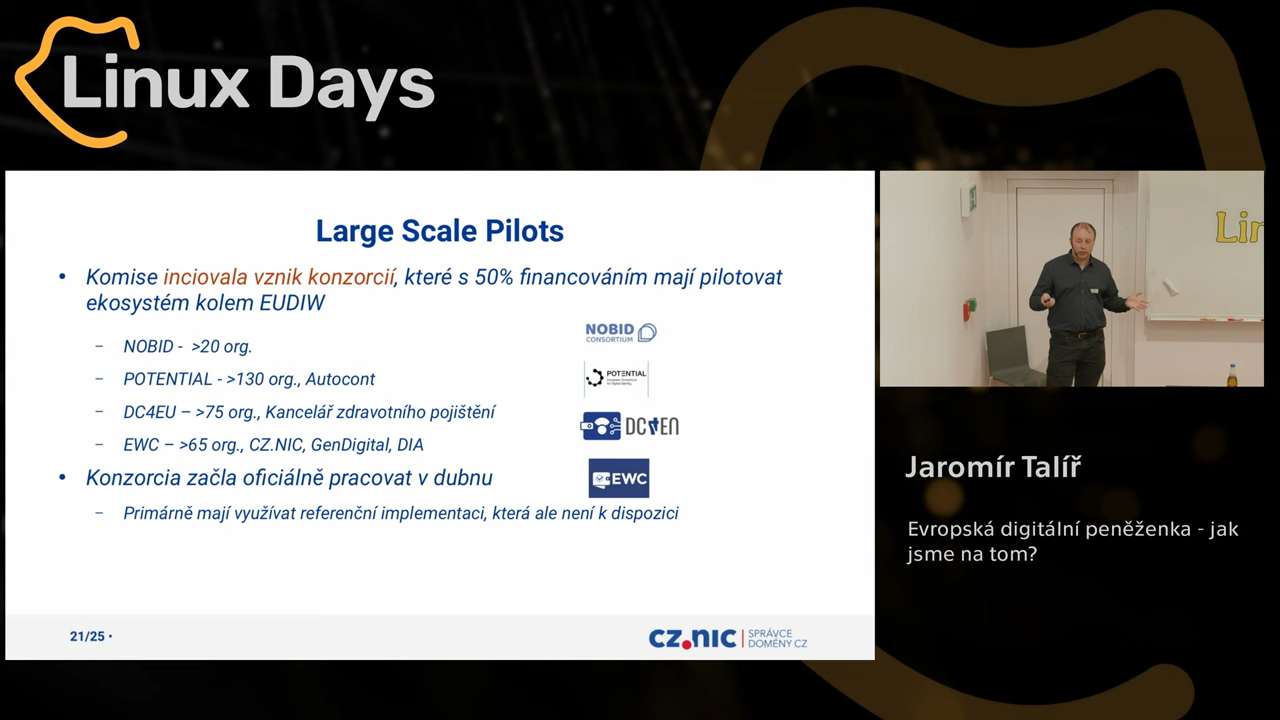 Linux Days
Large Scale Pilots
• Komise inciovala vznik konzorcií, které s 50% financováním mají pilotovat
ekosystém kolem EUDIW
– NOBID - >20 org.
– POTENTIAL - >130 org., Autocont
– DC4EU – >75 org., Kancelář zdravotního pojištění
– EWC – >65 org., CZ.NIC, GenDigital, DIA
• Konzorcia začla oficiálně pracovat v dubnu
– Primárně mají využívat referenční implementaci, která ale není k dispozici
NOBID
CONSORTIUM
POTENTIAL
EWC
21/25 •
cz.nic
SPRÁVCE
DOMÉNY CZ
Lin
Jaromír Talíř
Evropská digitální peněženka - jak
jsme na tom?